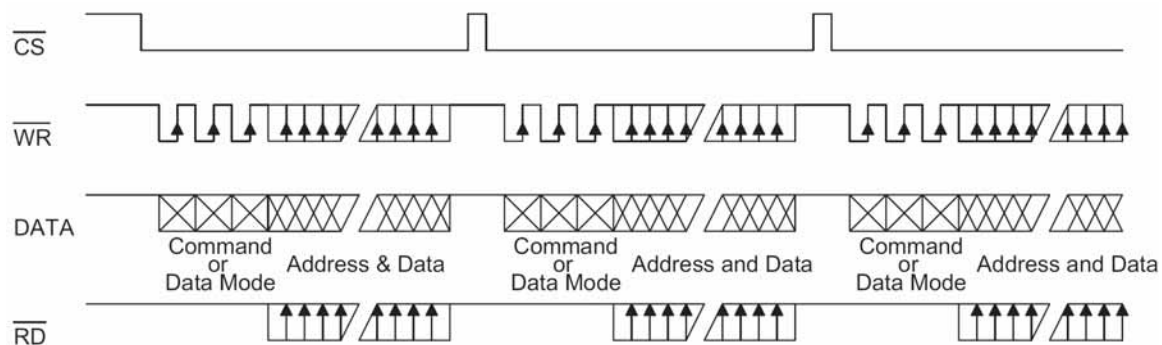 CS
WR
DATA
Command
or
Data Mode
Address & Data
Command
or
Data Mode
Address and Data
Command
or
Data Mode
Address and Data
RD